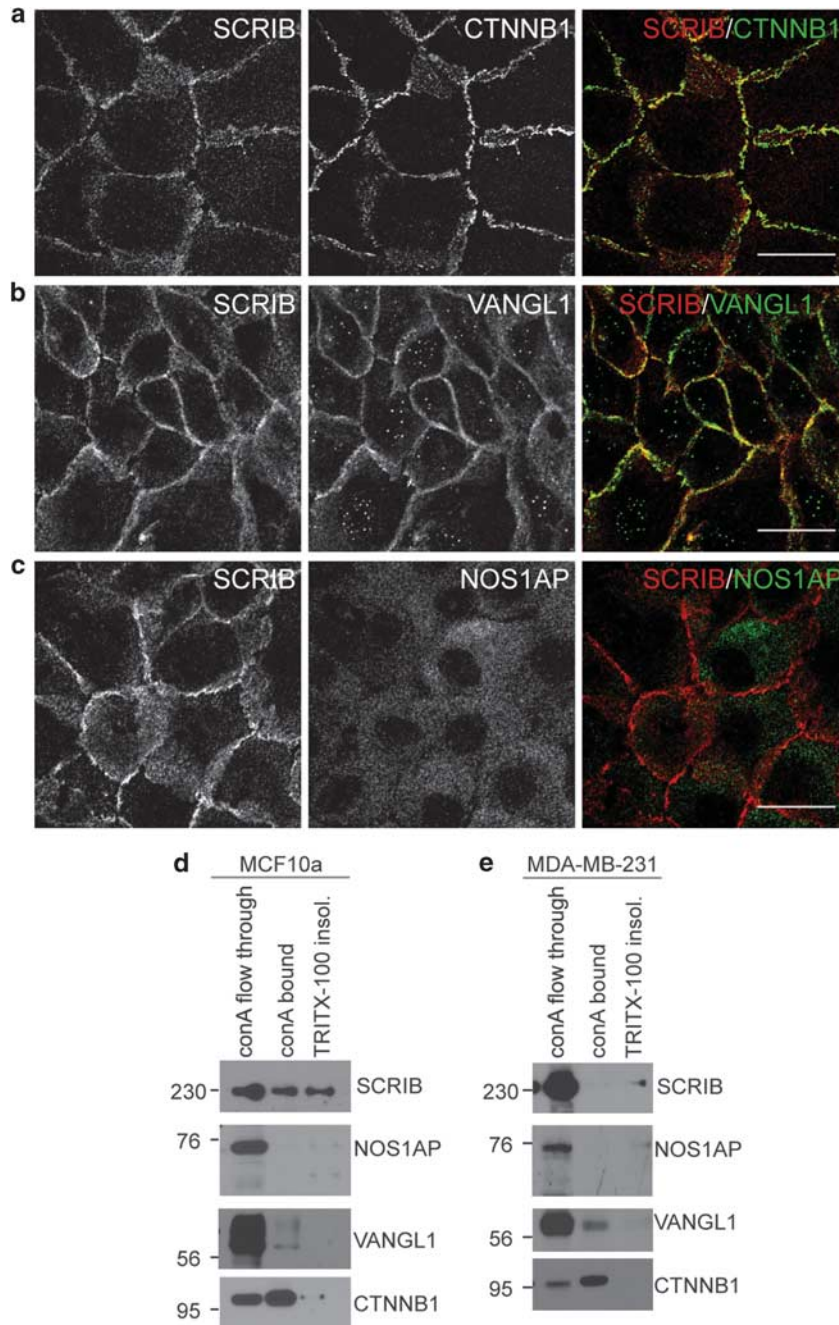 a
SCRIB
CTNNB1
SCRIB/CTNNB1
b
SCRIB
VANGL1
SCRIB/VANGL1
c
SCRIB
NOS1AP
SCRIB/NOS1AP
d
MCF10a
conA flow through
conA bound
TRITX-100 insol.
230
SCRIB
76
NOS1AP
VANGL1
56
CTNNB1
95
e
MDA-MB-231
conA flow through
conA bound
TRITX-100 insol.
230
SCRIB
76
NOS1AP
VANGL1
56
95
CTNNB1